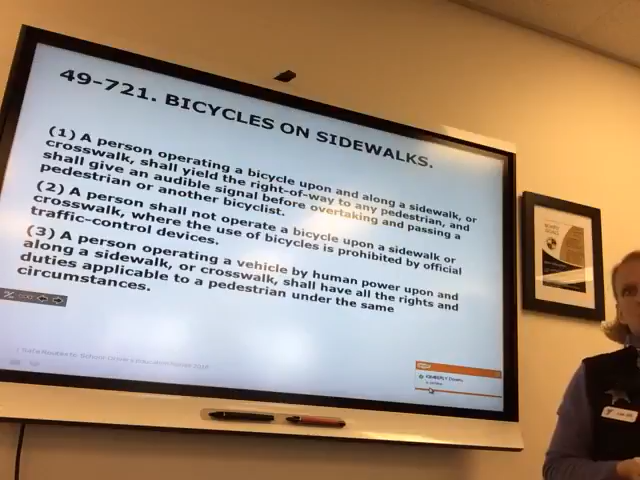 49-721. BICYCLES ON SIDEWALKS.
(1) A person operating a bicycle upon and along a sidewalk, or
crosswalk, shall yield the right-of-way to any pedestrian, and
shall give an audible signal before overtaking and passing a
pedestrian or another bicyclist.
(2) A person shall not operate a bicycle upon a sidewalk or
crosswalk, where the use of bicycles is prohibited by official
traffic-control devices.
(3) A person operating a vehicle by human power upon and
along a sidewalk, or crosswalk, shall have all the rights and
duties applicable to a pedestrian under the same
circumstances.